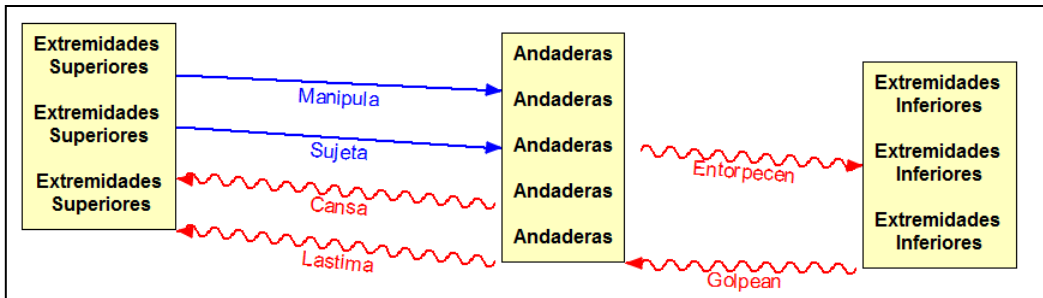 Extremidades
Superiores
Extremidades
Superiores
Extremidades
Superiores
Manipula
Sujeta
Cansa
Lastima
Andaderas
Andaderas
Andaderas
Andaderas
Andaderas
Entorpecen
Golpean
Extremidades
Inferiores
Extremidades
Inferiores
Extremidades
Inferiores